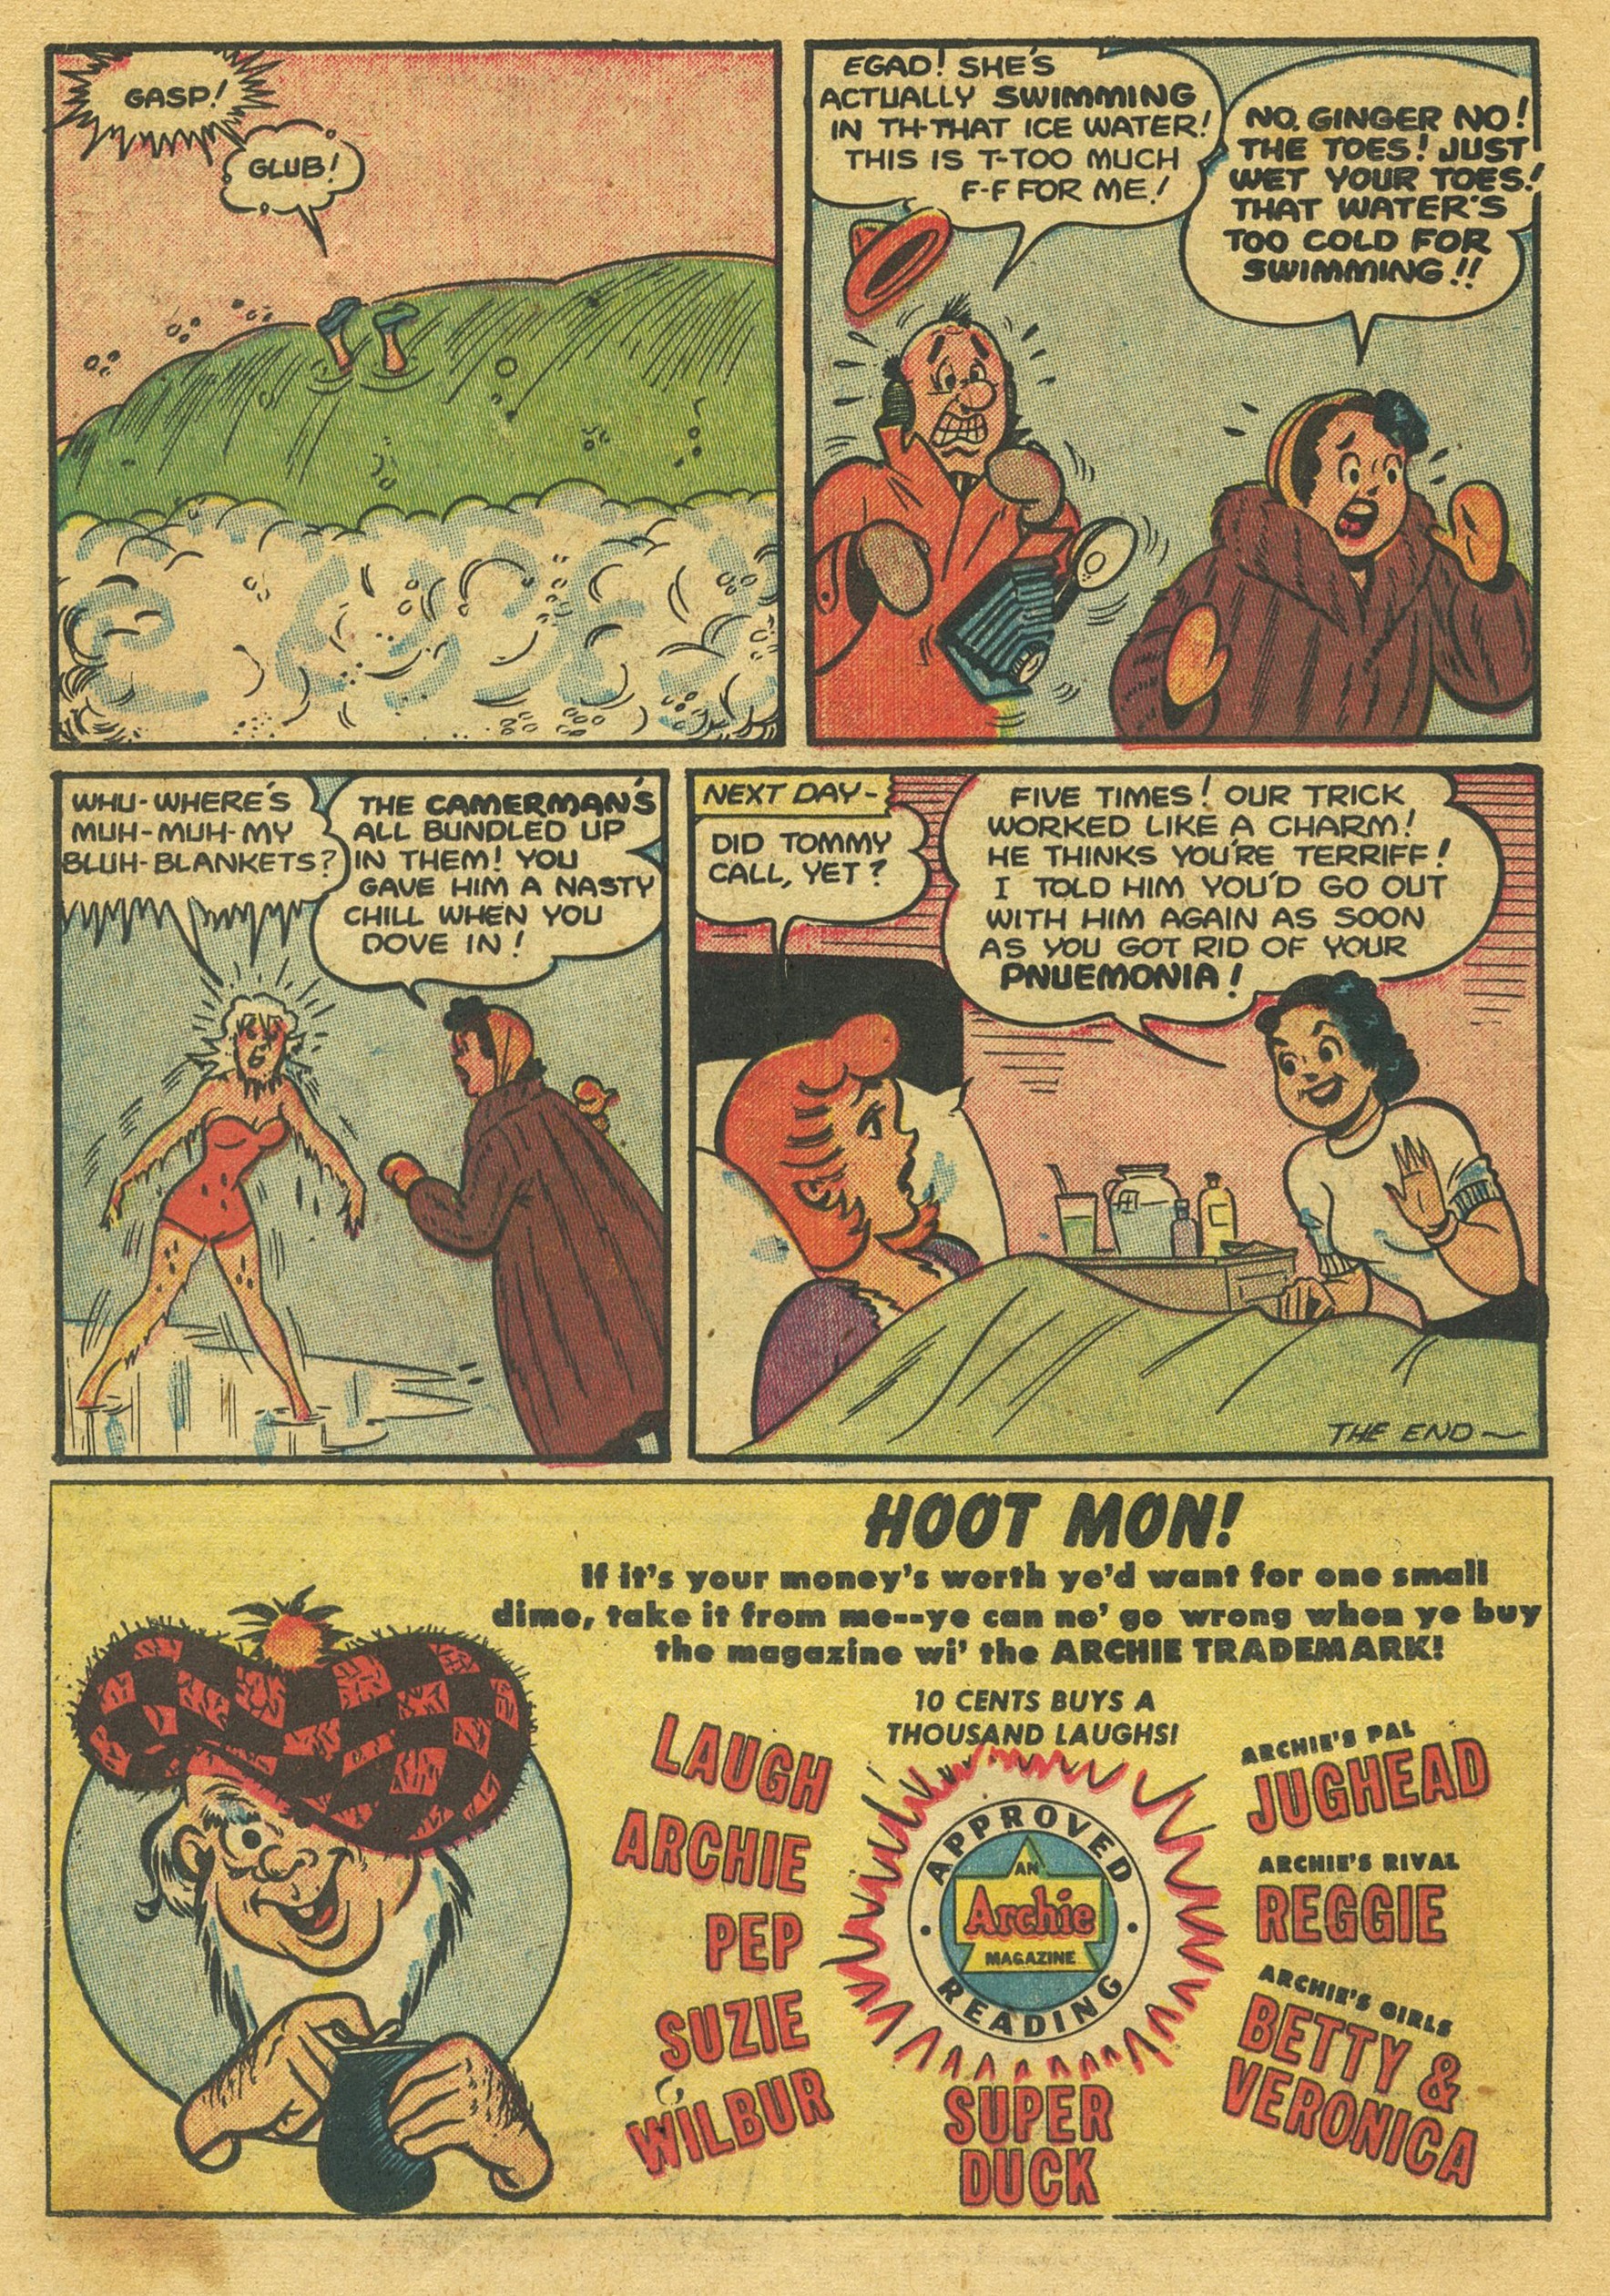 GASP!
GLUB!
EGAD! SHE'S
ACTUALLY SWIMMING
IN TH-THAT ICE WATER!
THIS IS T-TOO MUCH
F-F FOR ME!
NO, GINGER NO!
THE TOES! JUST
WET YOUR TOES!
THAT WATER'S
TOO COLD FOR
SWIMMING!!
WHU-WHERE'S
MUH-MUH-MY
BLUH-BLANKETS?
THE CAMERMAN'S
ALL BUNDLED UP
IN THEM! YOU
GAVE HIM A NASTY
CHILL WHEN YOU
DOVE IN!
NEXT DAY-
DID TOMMY
CALL, YET?
FIVE TIMES! OUR TRICK
WORKED LIKE A CHARM!
HE THINKS YOU'RE TERRIFF!
I TOLD HIM YOU'D GO OUT
WITH HIM AGAIN AS SOON
AS YOU GOT RID OF YOUR
PNUEMONIA!
THE END
HOOT MON!
If it's your money's worth ye'd want for one small
dime, take it from me--ye can no' go wrong when ye buy
the magazine wi' the ARCHIE TRADEMARK!
10 CENTS BUYS A
THOUSAND LAUGHS!
LAUGH
ARCHIE
PEP
SUZIE
WILBUR
APPROVED
AN
Archie
MAGAZINE
READING
SUPER
DUCK
ARCHIE'S PAL
JUGHEAD
ARCHIE'S RIVAL
REGGIE
ARCHIE'S GIRLS
BETTY &
VERONICA